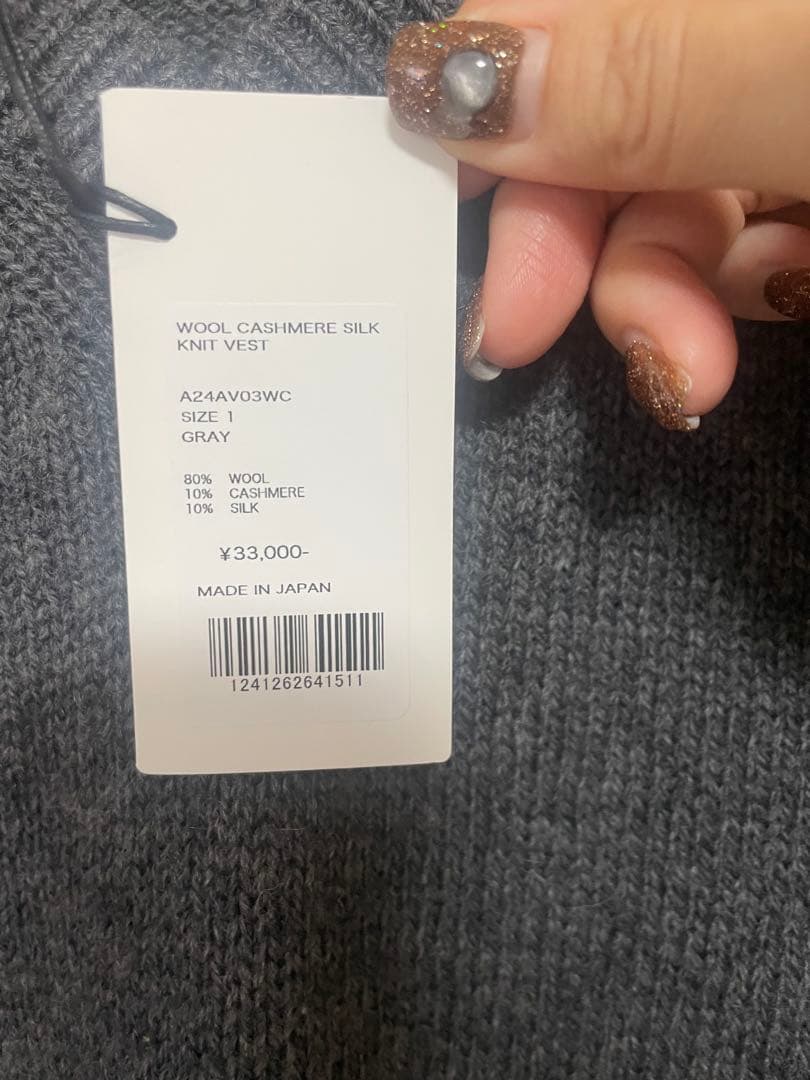 WOOL CASHMERE SILK
KNIT VEST
A24AV03WC
SIZE 1
GRAY
80% WOOL
10% CASHMERE
10% SILK
¥33,000-
MADE IN JAPAN
1241262641511